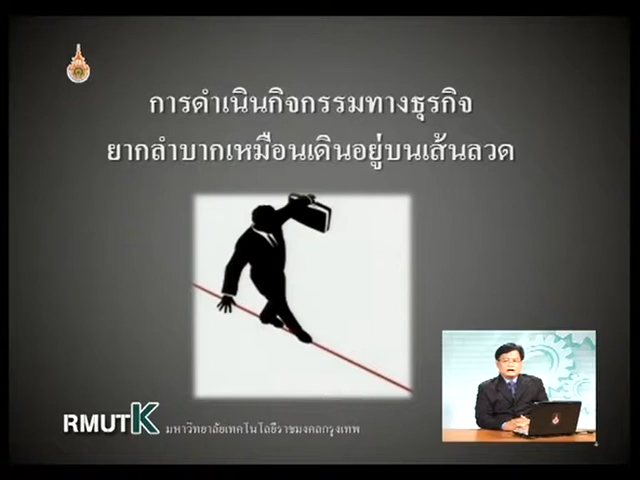 การดำเนินกิจกรรมทางธุรกิจ
ยากลำบากเหมือนเดินอยู่บนเส้นลวด
RMUTK มหาวิทยาลัยเทคโนโลยีราชมงคลกรุงเทพ